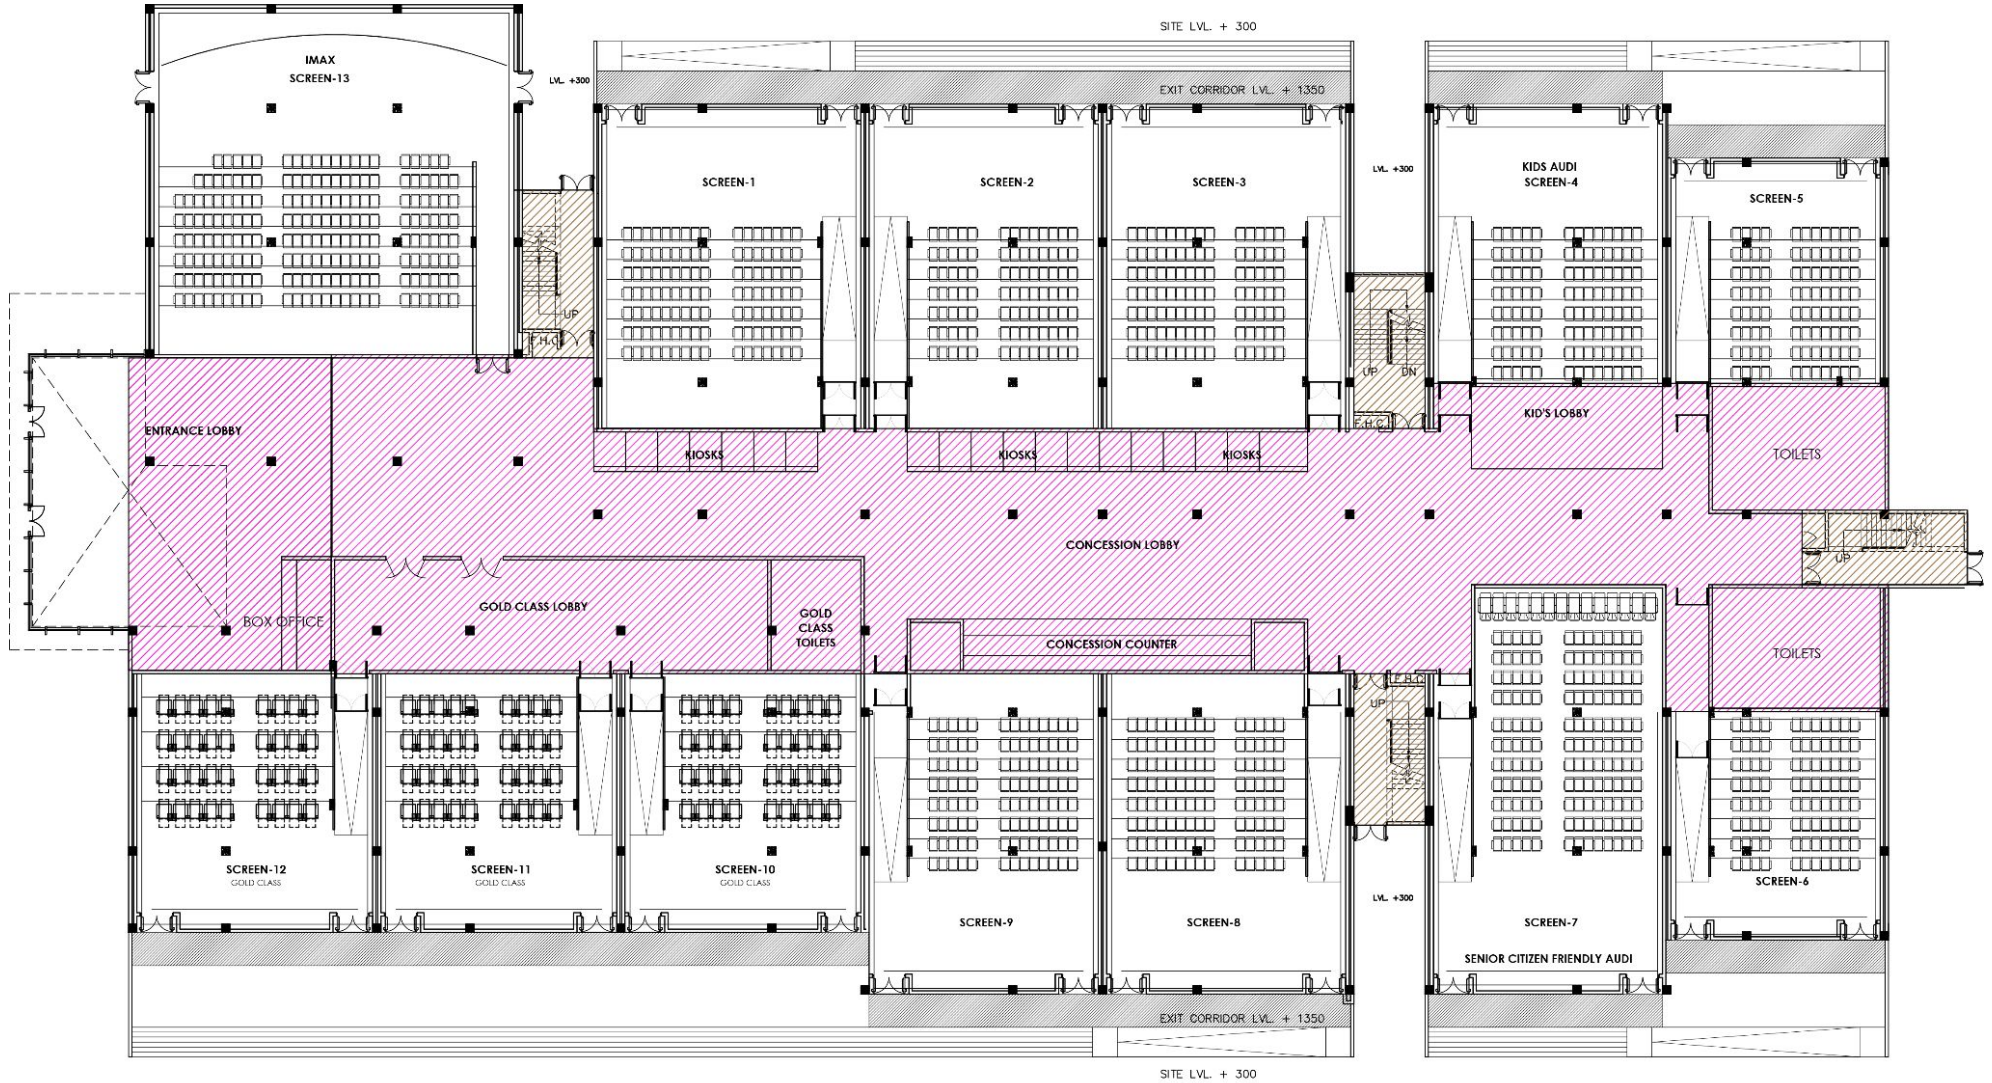 SITE LVL. + 300
IMAX
SCREEN-13
LVL. +300
EXIT CORRIDOR LVL. + 1350
SCREEN-1
SCREEN-2
SCREEN-3
LVL. +300
KIDS AUDI
SCREEN-4
SCREEN-5
UP
F.H.C
UP
DN
F.H.C
ENTRANCE LOBBY
KIOSKS
KIOSKS
KIOSKS
KID'S LOBBY
TOILETS
CONCESSION LOBBY
UP
BOX OFFICE
GOLD CLASS LOBBY
GOLD
CLASS
TOILETS
CONCESSION COUNTER
TOILETS
F.H.C
UP
SCREEN-12
GOLD CLASS
SCREEN-11
GOLD CLASS
SCREEN-10
GOLD CLASS
SCREEN-6
LVL. +300
SCREEN-9
SCREEN-8
SCREEN-7
SENIOR CITIZEN FRIENDLY AUDI
EXIT CORRIDOR LVL. + 1350
SITE LVL. + 300